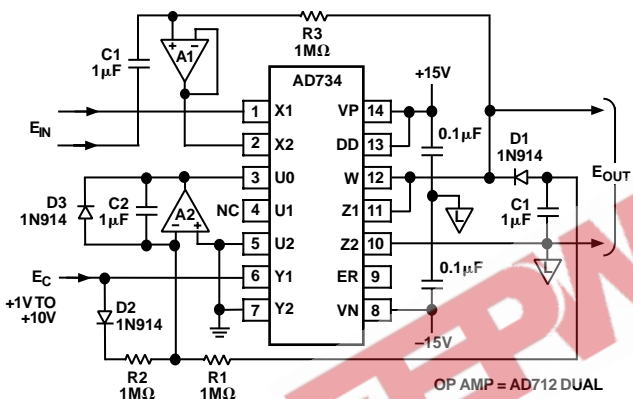 R3
1MΩ
C1
1µF
A1
+
–
AD734
+15V
EIN
1 X1
2 X2
3 U0
4 U1
5 U2
6 Y1
7 Y2
VP 14
DD 13
W 12
Z1 11
Z2 10
ER 9
VN 8
0.1µF
0.1µF
L
L
D1
1N914
C1
1µF
EOUT
D3
1N914
C2
1µF
A2
–
+
NC
EC
+1V TO
+10V
D2
1N914
R2
1MΩ
R1
1MΩ
–15V
OP AMP = AD712 DUAL